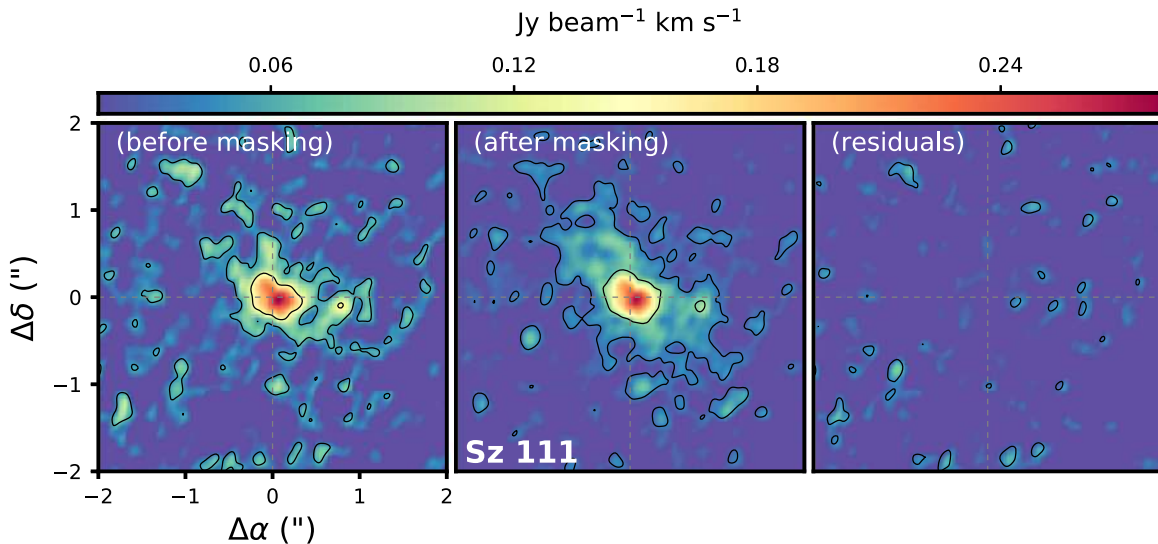 Jy beam⁻¹ km s⁻¹
0.06 0.12 0.18 0.24
(before masking) (after masking) (residuals)
2
1
0
−1
−2
Δδ (")
Sz 111
−2 −1 0 1 2
Δα (")